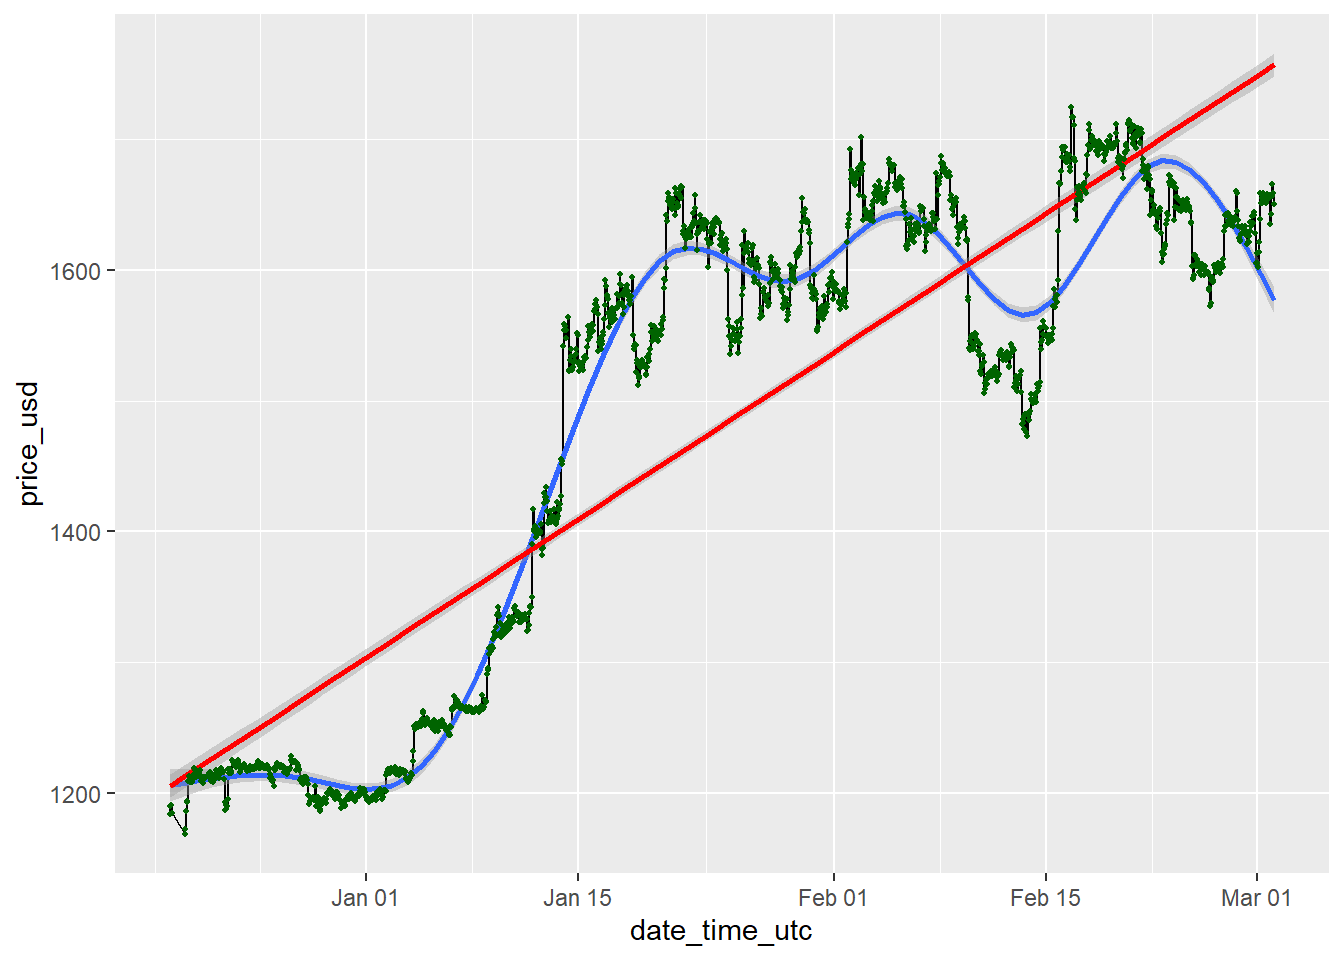 price_usd
1600
1400
1200
Jan 01
Jan 15
Feb 01
Feb 15
Mar 01
date_time_utc